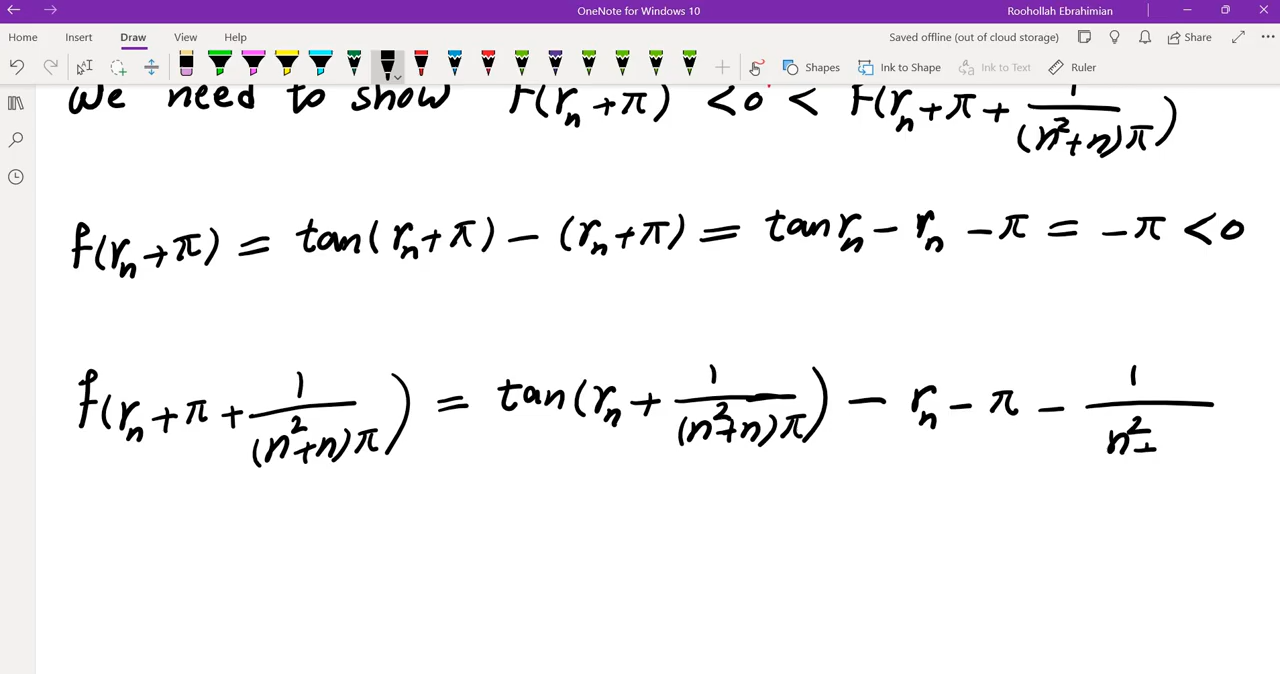 OneNote for Windows 10
Roohollah Ebrahimian
Home Insert Draw View Help
Saved offline (out of cloud storage) Share
Shapes Ink to Shape Ink to Text Ruler
We need to show f(r_n + π) < 0 < f(r_n + π + 1/((n² + n)π))
f(r_n + π) = tan(r_n + π) - (r_n + π) = tan r_n - r_n - π = -π < 0
f(r_n + π + 1/((n² + n)π)) = tan(r_n + 1/((n² + n)π)) - r_n - π - 1/(n² +